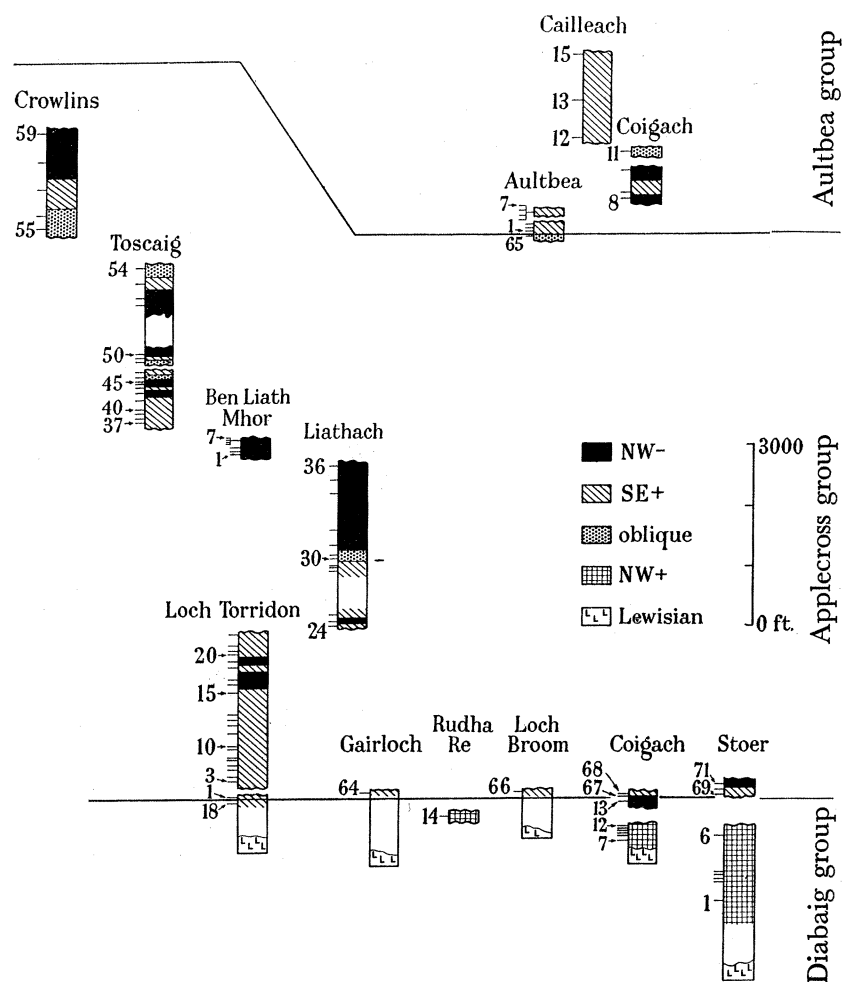 Cailleach
15
13
12
Coigach
11
8
Aultbea group
Crowlins
59
55
Aultbea
7
1
65
Toscaig
54
50
45
40
37
Ben Liath
Mhor
7
1
Liathach
36
30
24
NW-
SE+
oblique
NW+
L L L Lewisian
3000
0 ft.
Applecross group
Loch Torridon
20
15
10
3
1
18
L L L L
Gairloch
64
L L L
Rudha
Re
14
Loch
Broom
66
L L L
Coigach
68
67
13
12
7
L L L
Stoer
71
69
6
1
L L L
Diabaig group